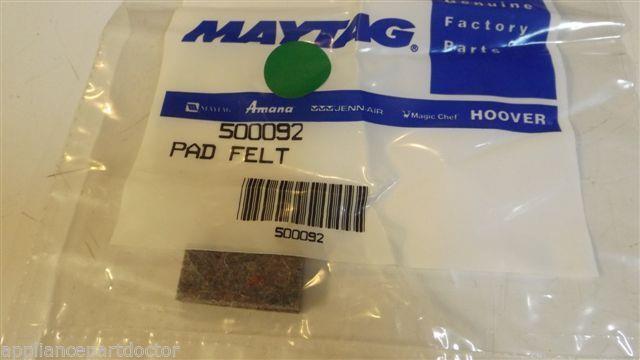 Genuine
Factory
Parts
MAYTAG®
MAYTAG Amana JENN-AIR Magic Chef HOOVER
500092
PAD FELT
500092
appliancepartdoctor